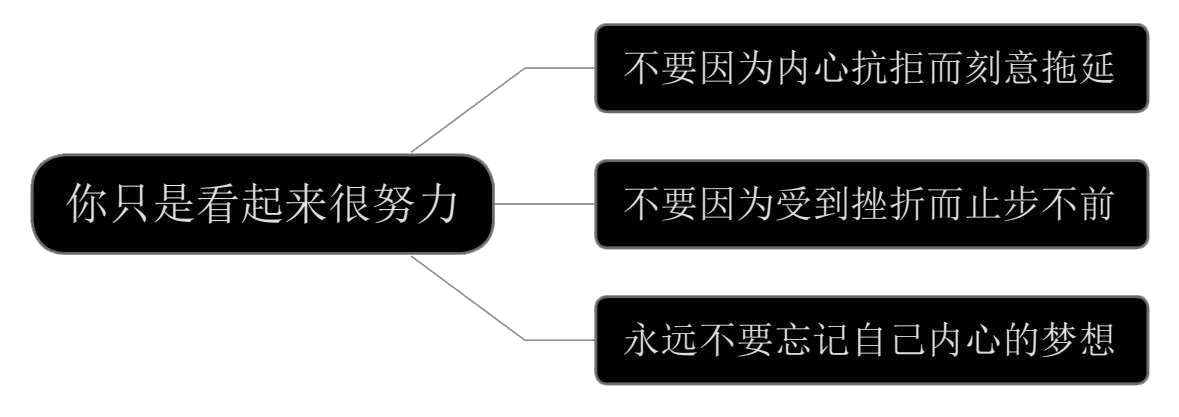 不要因为内心抗拒而刻意拖延
你只是看起来很努力
不要因为受到挫折而止步不前
永远不要忘记自己内心的梦想